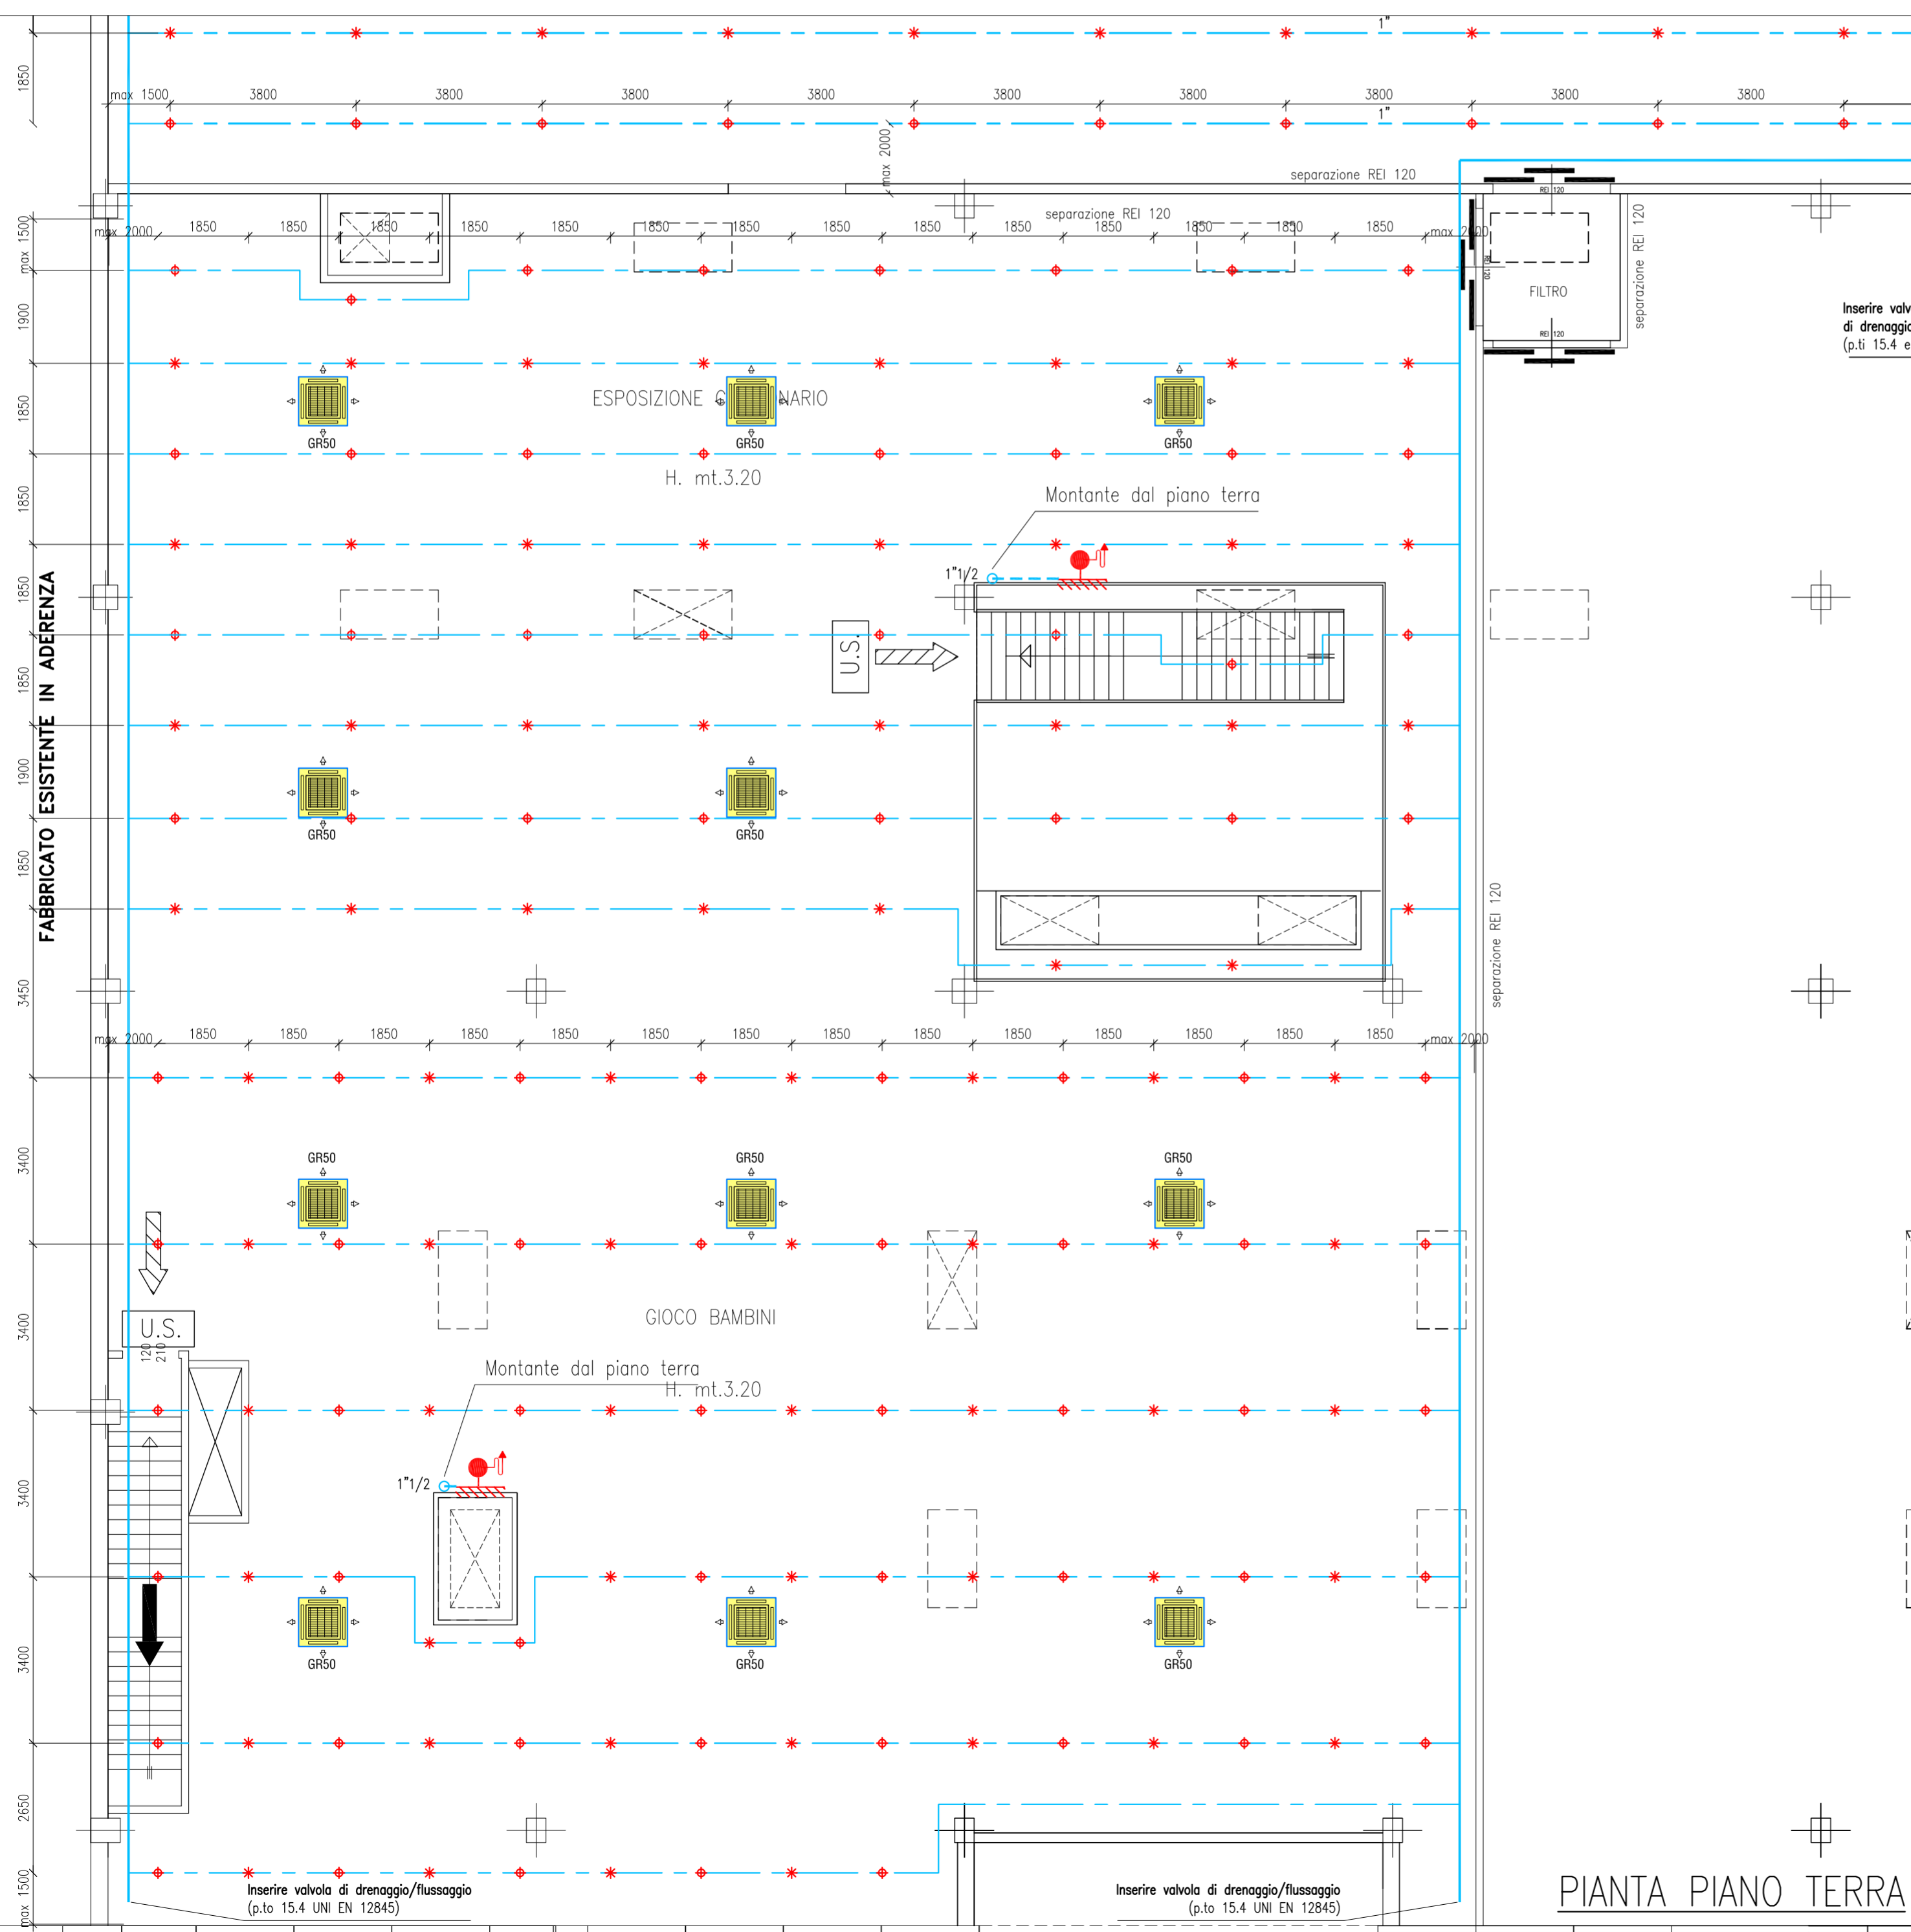 1"
1850
max 1500
3800
3800
3800
3800
3800
3800
3800
3800
3800
1"
max 2000
separazione REI 120
REI 120
separazione REI 120
max 1500
max 2000
1850
1850
1850
1850
1850
1850
1850
1850
1850
1850
1850
1850
1850
1850
max 2000
REI 120
FILTRO
separazione REI 120
REI 120
Inserire valv
di drenaggio
(p.ti 15.4 e
1900
ESPOSIZIONE
NARIO
1850
GR50
GR50
GR50
H. mt.3.20
1850
Montante dal piano terra
1"1/2
1850
FABBRICATO ESISTENTE IN ADERENZA
U.S.
1850
1900
GR50
GR50
1850
separazione REI 120
3450
max 2000
1850
1850
1850
1850
1850
1850
1850
1850
1850
1850
1850
1850
1850
1850
max 2000
3400
GR50
GR50
GR50
GIOCO BAMBINI
3400
U.S.
120
210
Montante dal piano terra
H. mt.3.20
1"1/2
3400
3400
GR50
GR50
GR50
2650
max 1500
Inserire valvola di drenaggio/flussaggio
(p.to 15.4 UNI EN 12845)
Inserire valvola di drenaggio/flussaggio
(p.to 15.4 UNI EN 12845)
PIANTA PIANO TERRA